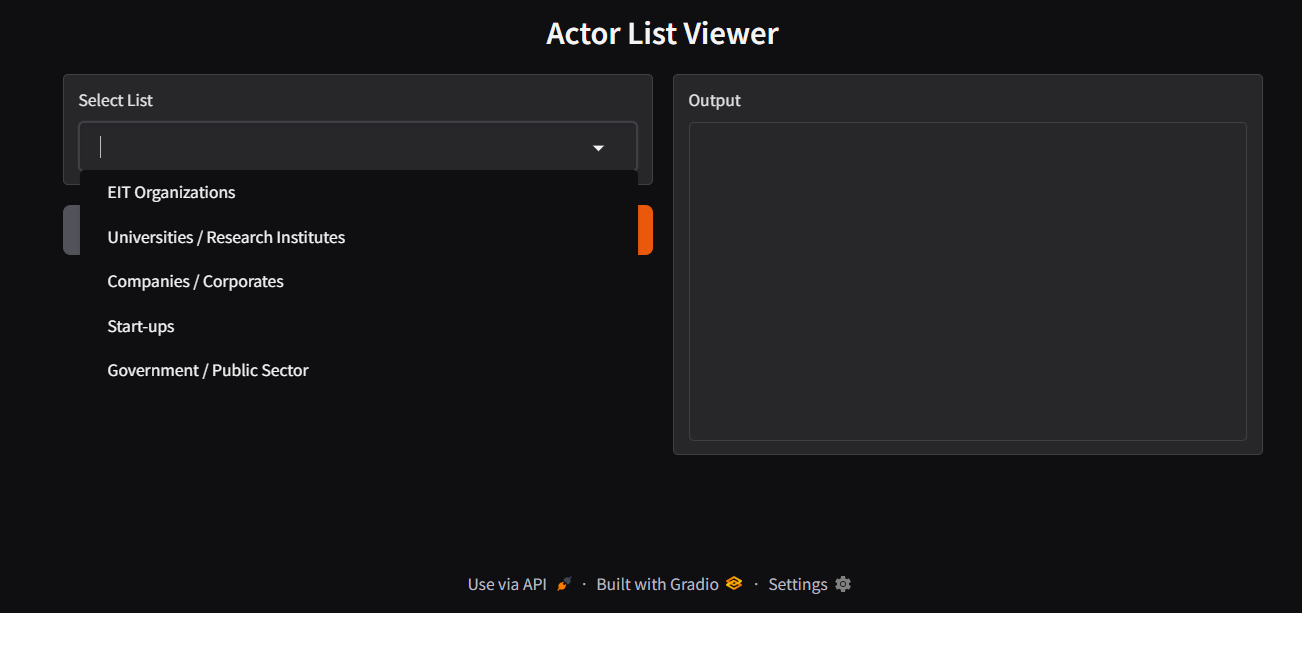 Actor List Viewer
Select List
EIT Organizations
Universities / Research Institutes
Companies / Corporates
Start-ups
Government / Public Sector
Output
Use via API · Built with Gradio · Settings